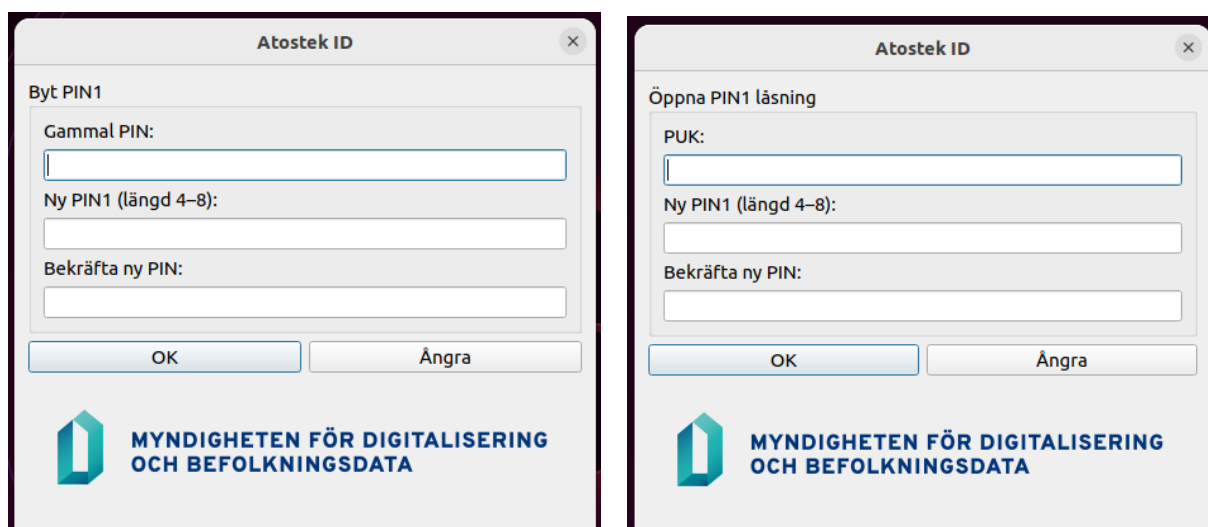 Atostek ID
Byt PIN1
Gammal PIN:
Ny PIN1 (längd 4–8):
Bekräfta ny PIN:
OK
Ångra
MYNDIGHETEN FÖR DIGITALISERING
OCH BEFOLKNINGSDATA
Atostek ID
Öppna PIN1 låsning
PUK:
Ny PIN1 (längd 4–8):
Bekräfta ny PIN:
OK
Ångra
MYNDIGHETEN FÖR DIGITALISERING
OCH BEFOLKNINGSDATA